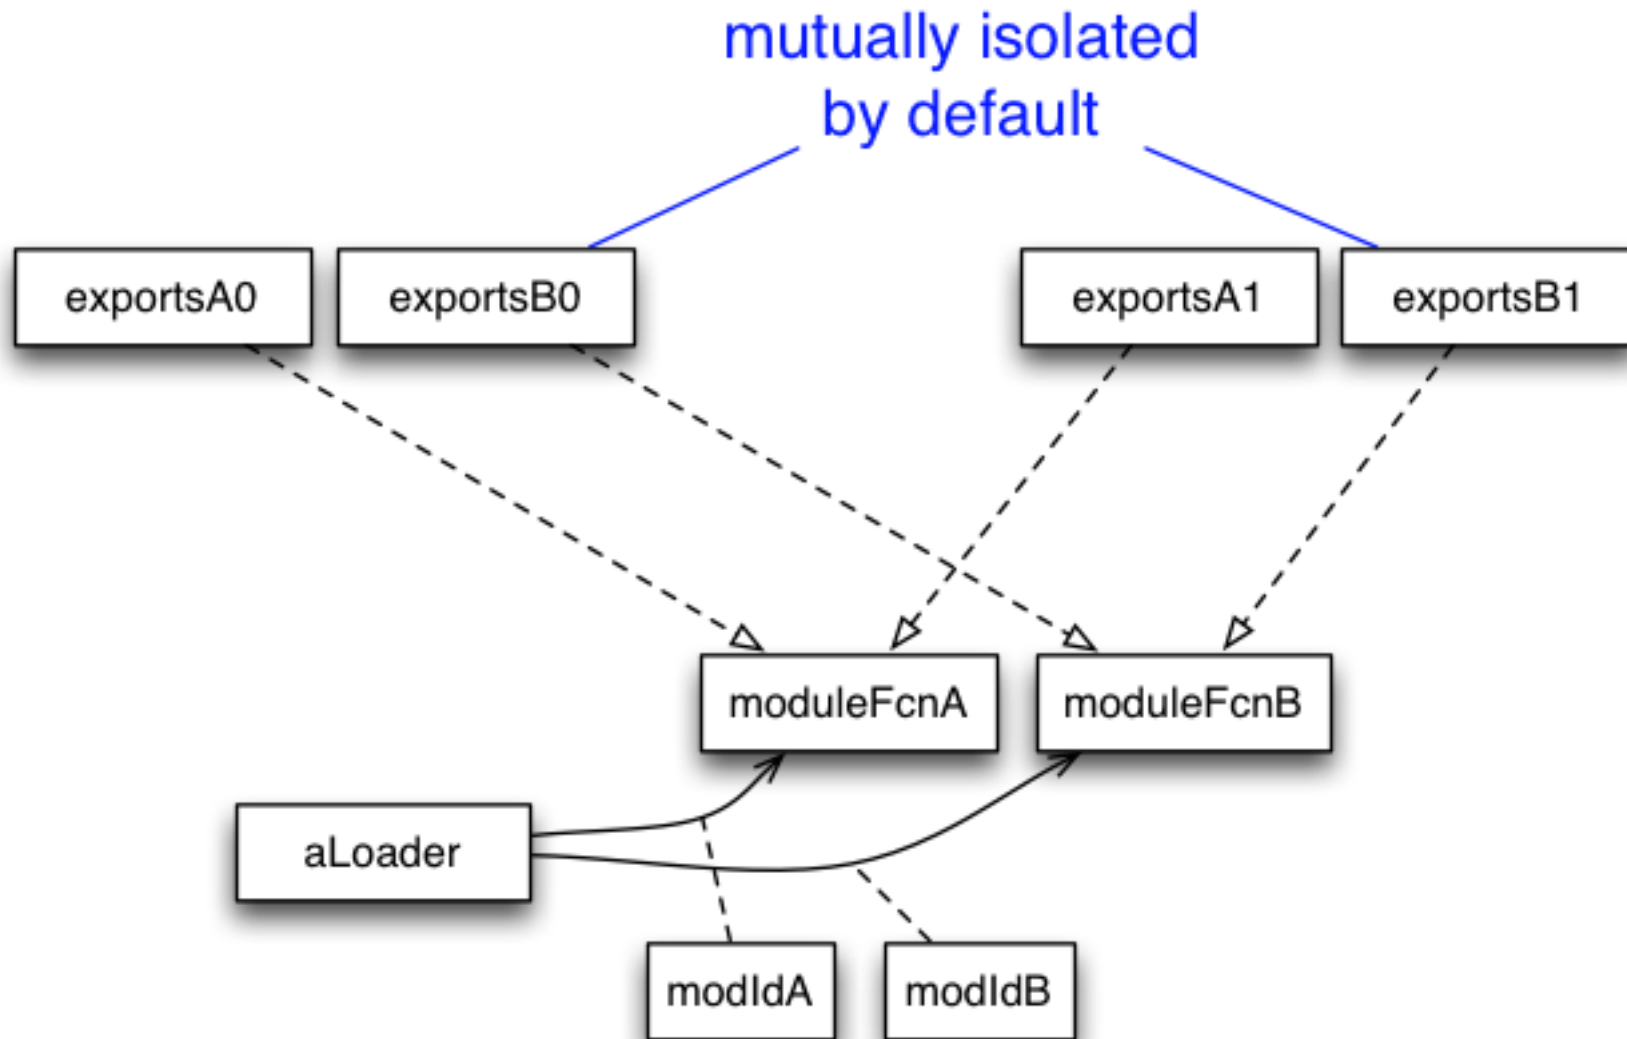 mutually isolated
by default
exportsA0
exportsB0
exportsA1
exportsB1
moduleFcnA
moduleFcnB
aLoader
modIdA
modIdB